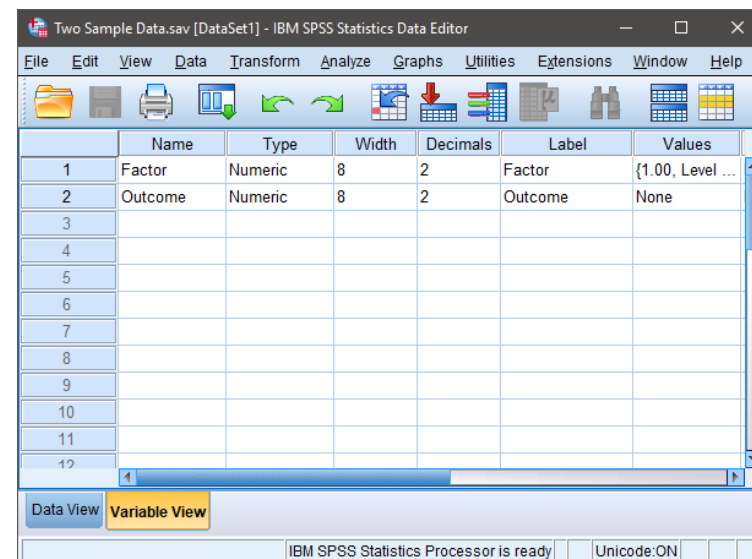 Two Sample Data.sav [DataSet1] - IBM SPSS Statistics Data Editor
File Edit View Data Transform Analyze Graphs Utilities Extensions Window Help
Name Type Width Decimals Label Values
1 Factor Numeric 8 2 Factor {1.00, Level ...
2 Outcome Numeric 8 2 Outcome None
3
4
5
6
7
8
9
10
11
12
Data View Variable View
IBM SPSS Statistics Processor is ready Unicode:ON